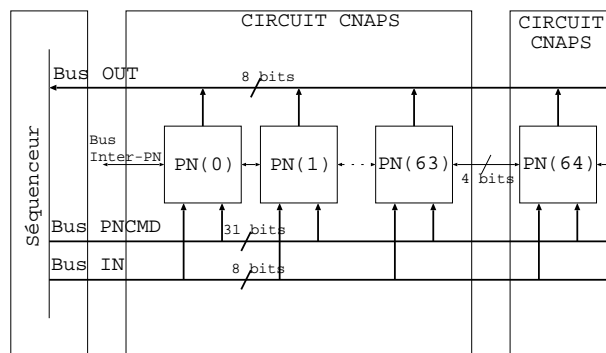 CIRCUIT CNAPS
CIRCUIT
CNAPS
Bus OUT
8 bits
Bus
Inter-PN
PN(0)
PN(1)
PN(63)
4 bits
PN(64)
Séquenceur
Bus PNCMD
31 bits
Bus IN
8 bits